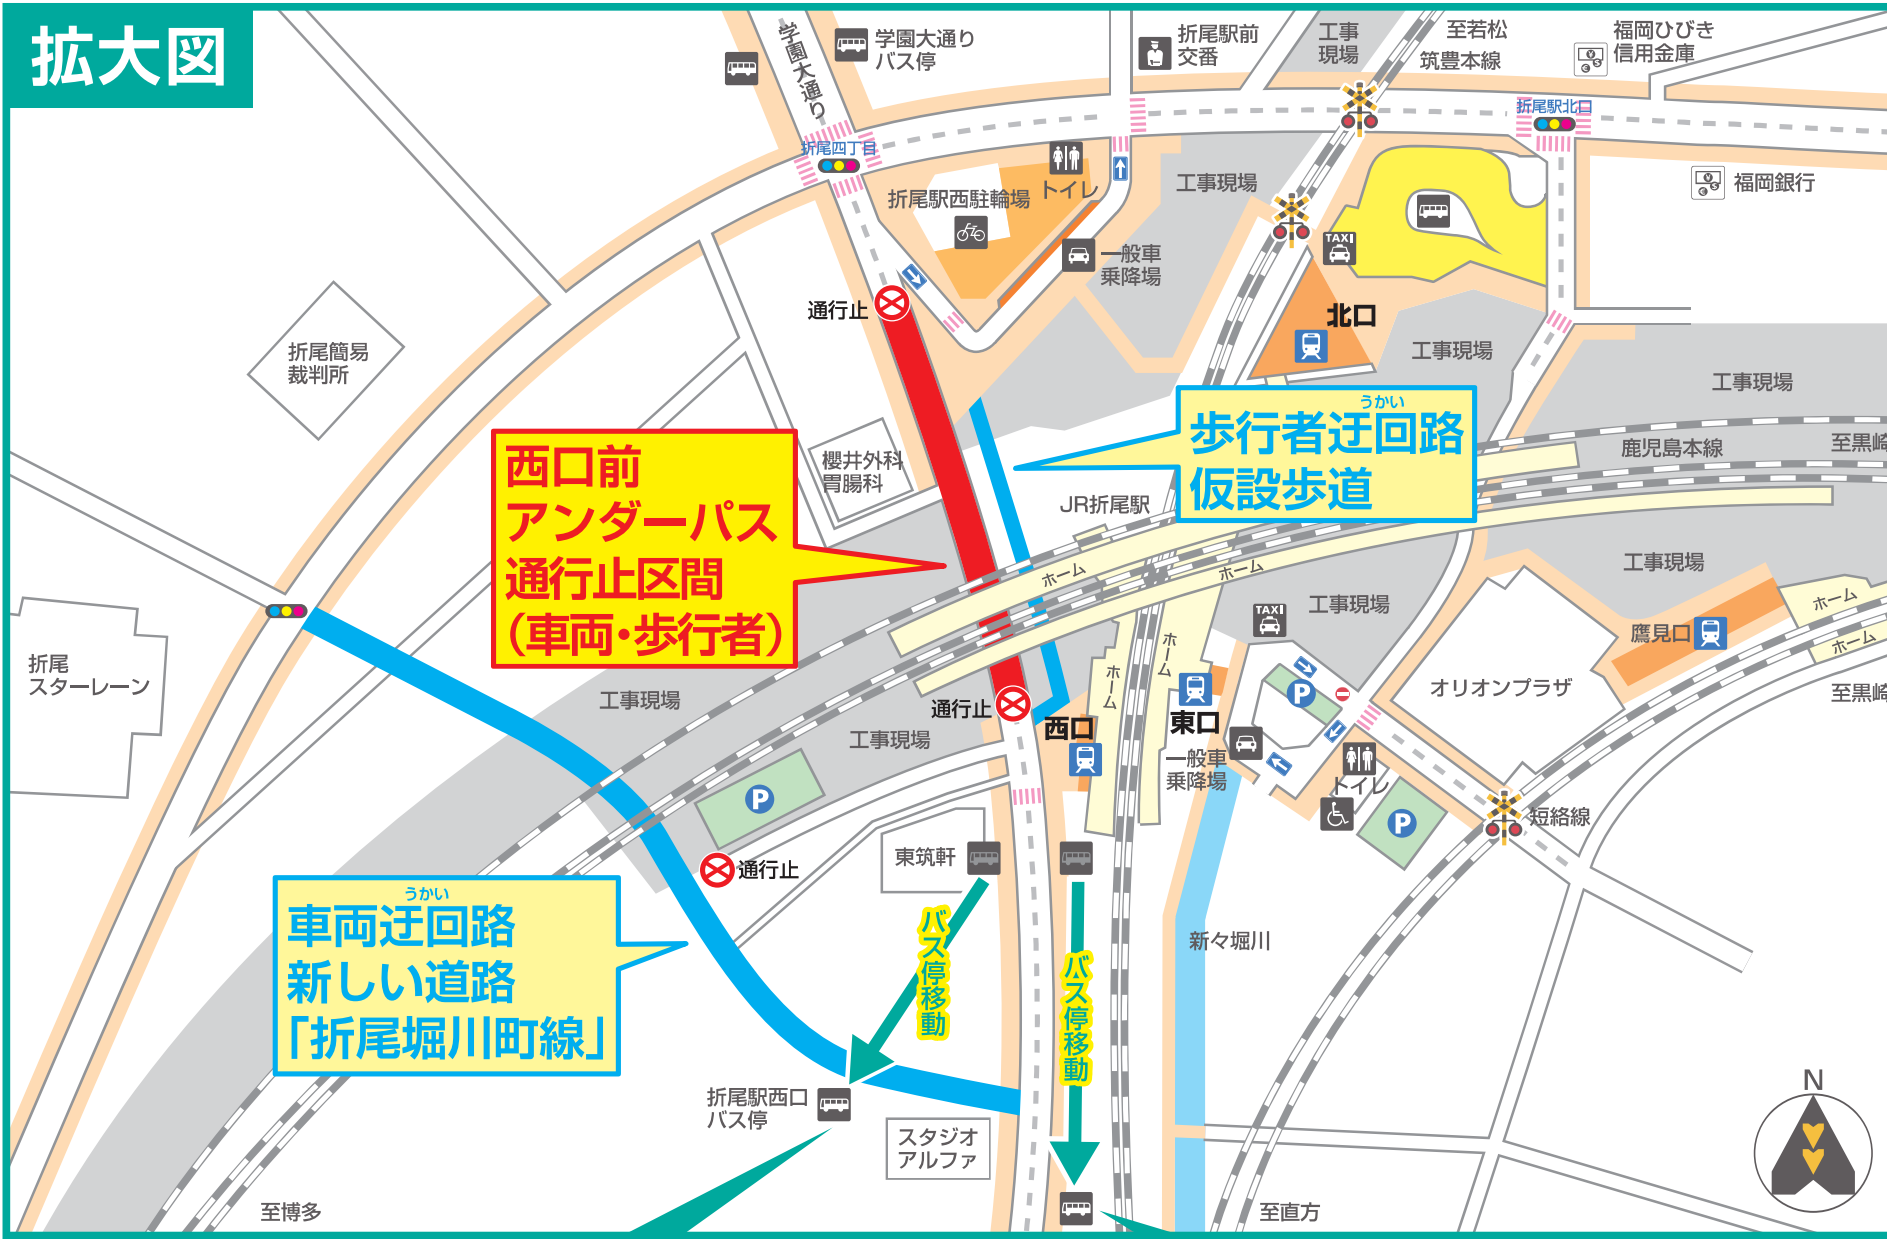 拡大図
学園大通り
学園大通り
バス停
折尾駅前
交番
工事
現場
至若松
筑豊本線
福岡ひびき
信用金庫
折尾四丁目
折尾駅北口
トイレ
折尾駅西駐輪場
工事現場
福岡銀行
TAXI
一般車
乗降場
通行止
北口
折尾簡易
裁判所
工事現場
工事現場
うかい
歩行者迂回路
仮設歩道
西口前
アンダーパス
通行止区間
(車両・歩行者)
櫻井外科
胃腸科
鹿児島本線
至黒崎
JR折尾駅
ホーム
ホーム
工事現場
TAXI
工事現場
ホーム
ホーム
ホーム
ホーム
鷹見口
折尾
スターレーン
工事現場
P
オリオンプラザ
至黒崎
通行止
西口
東口
工事現場
一般車
乗降場
トイレ
P
P
短絡線
東筑軒
通行止
うかい
車両迂回路
新しい道路
「折尾堀川町線」
バス停移動
バス停移動
新々堀川
折尾駅西口
バス停
スタジオ
アルファ
N
至博多
至直方